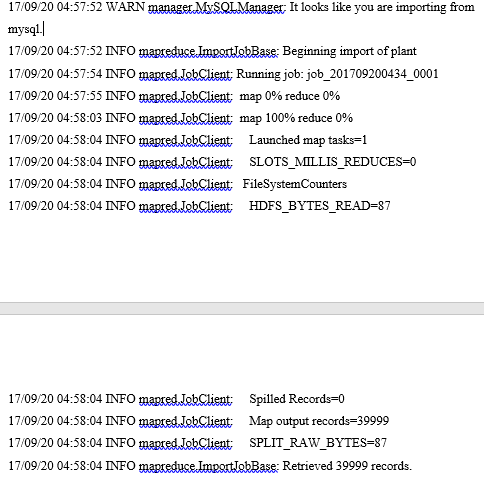 17/09/20 04:57:52 WARN manager.MySQLManager: It looks like you are importing from
mysql.
17/09/20 04:57:52 INFO mapreduce.ImportJobBase: Beginning import of plant
17/09/20 04:57:54 INFO mapred.JobClient: Running job: job_201709200434_0001
17/09/20 04:57:55 INFO mapred.JobClient:  map 0% reduce 0%
17/09/20 04:58:03 INFO mapred.JobClient:  map 100% reduce 0%
17/09/20 04:58:04 INFO mapred.JobClient:     Launched map tasks=1
17/09/20 04:58:04 INFO mapred.JobClient:     SLOTS_MILLIS_REDUCES=0
17/09/20 04:58:04 INFO mapred.JobClient:   FileSystemCounters
17/09/20 04:58:04 INFO mapred.JobClient:     HDFS_BYTES_READ=87
17/09/20 04:58:04 INFO mapred.JobClient:     Spilled Records=0
17/09/20 04:58:04 INFO mapred.JobClient:     Map output records=39999
17/09/20 04:58:04 INFO mapred.JobClient:     SPLIT_RAW_BYTES=87
17/09/20 04:58:04 INFO mapreduce.ImportJobBase: Retrieved 39999 records.